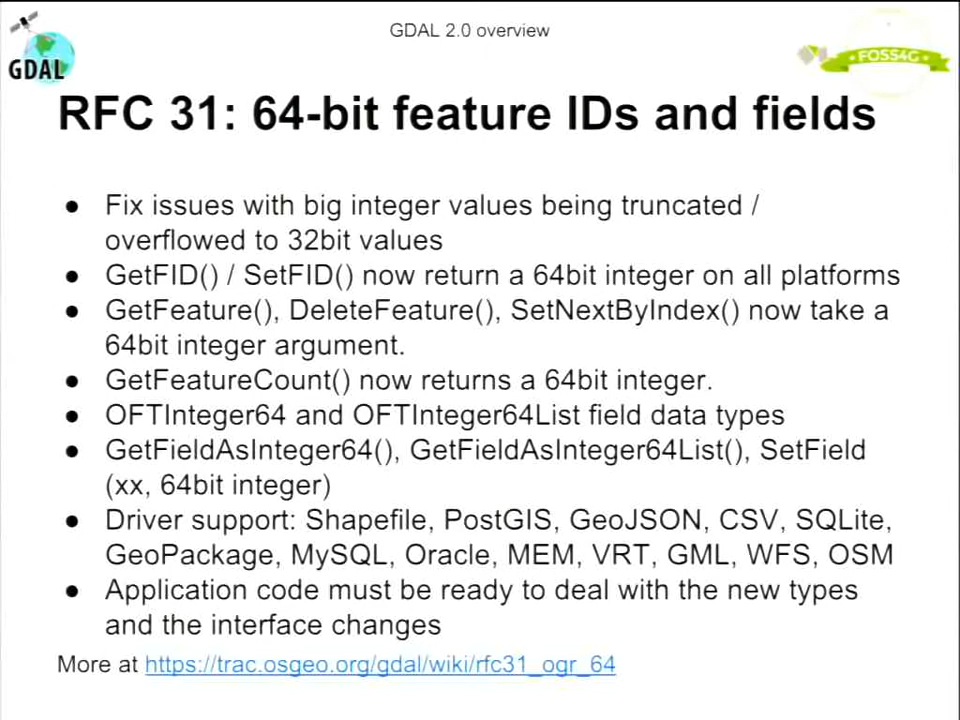 GDAL 2.0 overview
GDAL
FOSS4G
RFC 31: 64-bit feature IDs and fields
● Fix issues with big integer values being truncated /
overflowed to 32bit values
● GetFID() / SetFID() now return a 64bit integer on all platforms
● GetFeature(), DeleteFeature(), SetNextByIndex() now take a
64bit integer argument.
● GetFeatureCount() now returns a 64bit integer.
● OFTInteger64 and OFTInteger64List field data types
● GetFieldAsInteger64(), GetFieldAsInteger64List(), SetField
(xx, 64bit integer)
● Driver support: Shapefile, PostGIS, GeoJSON, CSV, SQLite,
GeoPackage, MySQL, Oracle, MEM, VRT, GML, WFS, OSM
● Application code must be ready to deal with the new types
and the interface changes
More at https://trac.osgeo.org/gdal/wiki/rfc31_ogr_64